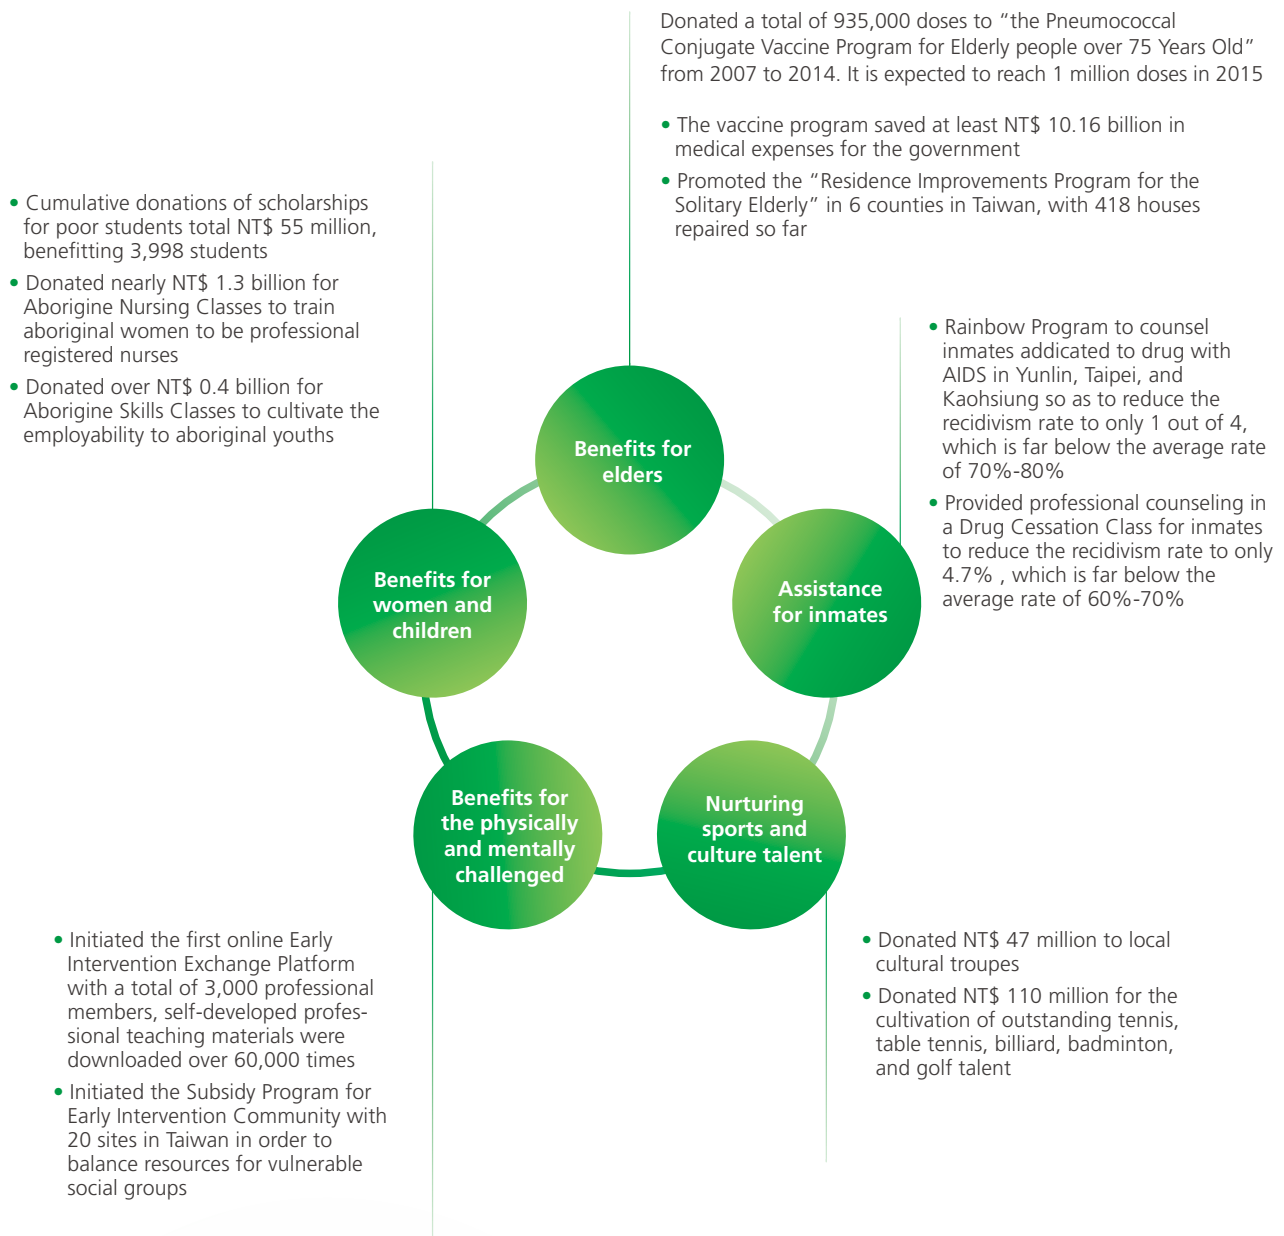 Donated a total of 935,000 doses to “the Pneumococcal
Conjugate Vaccine Program for Elderly people over 75 Years Old”
from 2007 to 2014. It is expected to reach 1 million doses in 2015
• The vaccine program saved at least NT$ 10.16 billion in
medical expenses for the government
• Promoted the “Residence Improvements Program for the
Solitary Elderly” in 6 counties in Taiwan, with 418 houses
repaired so far
• Cumulative donations of scholarships
for poor students total NT$ 55 million,
benefitting 3,998 students
• Donated nearly NT$ 1.3 billion for
Aborigine Nursing Classes to train
aboriginal women to be professional
registered nurses
• Donated over NT$ 0.4 billion for
Aborigine Skills Classes to cultivate the
employability to aboriginal youths
• Rainbow Program to counsel
inmates addicated to drug with
AIDS in Yunlin, Taipei, and
Kaohsiung so as to reduce the
recidivism rate to only 1 out of 4,
which is far below the average rate
of 70%-80%
• Provided professional counseling in
a Drug Cessation Class for inmates
to reduce the recidivism rate to only
4.7% , which is far below the
average rate of 60%-70%
Benefits for
elders
Benefits for
women and
children
Assistance
for inmates
Benefits for
the physically
and mentally
challenged
Nurturing
sports and
culture talent
• Initiated the first online Early
Intervention Exchange Platform
with a total of 3,000 professional
members, self-developed profes-
sional teaching materials were
downloaded over 60,000 times
• Initiated the Subsidy Program for
Early Intervention Community with
20 sites in Taiwan in order to
balance resources for vulnerable
social groups
• Donated NT$ 47 million to local
cultural troupes
• Donated NT$ 110 million for the
cultivation of outstanding tennis,
table tennis, billiard, badminton,
and golf talent